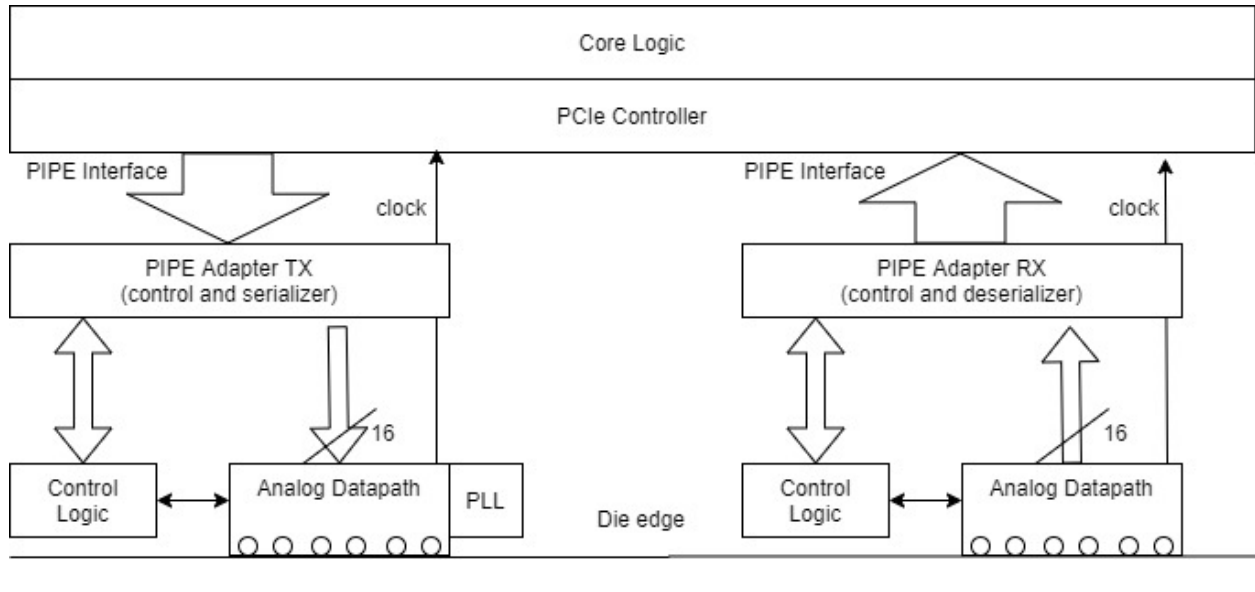 Core Logic
PCIe Controller
PIPE Interface
clock
PIPE Interface
clock
PIPE Adapter TX
(control and serializer)
PIPE Adapter RX
(control and deserializer)
16
16
Control
Logic
Analog Datapath
PLL
Die edge
Control
Logic
Analog Datapath